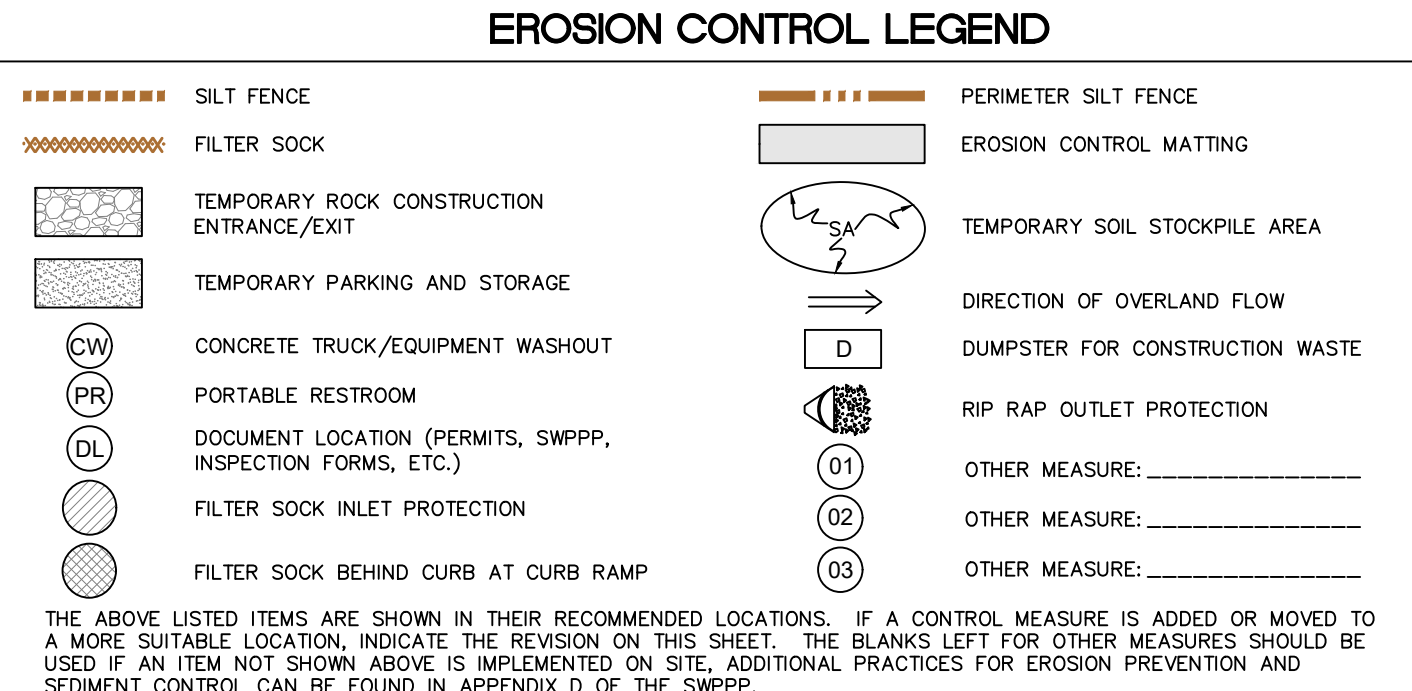 EROSION CONTROL LEGEND
SILT FENCE
FILTER SOCK
TEMPORARY ROCK CONSTRUCTION
ENTRANCE/EXIT
TEMPORARY PARKING AND STORAGE
CW CONCRETE TRUCK/EQUIPMENT WASHOUT
PR PORTABLE RESTROOM
DL DOCUMENT LOCATION (PERMITS, SWPPP,
INSPECTION FORMS, ETC.)
FILTER SOCK INLET PROTECTION
FILTER SOCK BEHIND CURB AT CURB RAMP
PERIMETER SILT FENCE
EROSION CONTROL MATTING
SA TEMPORARY SOIL STOCKPILE AREA
DIRECTION OF OVERLAND FLOW
D DUMPSTER FOR CONSTRUCTION WASTE
RIP RAP OUTLET PROTECTION
01 OTHER MEASURE: ______________
02 OTHER MEASURE: ______________
03 OTHER MEASURE: ______________
THE ABOVE LISTED ITEMS ARE SHOWN IN THEIR RECOMMENDED LOCATIONS. IF A CONTROL MEASURE IS ADDED OR MOVED TO
A MORE SUITABLE LOCATION, INDICATE THE REVISION ON THIS SHEET. THE BLANKS LEFT FOR OTHER MEASURES SHOULD BE
USED IF AN ITEM NOT SHOWN ABOVE IS IMPLEMENTED ON SITE, ADDITIONAL PRACTICES FOR EROSION PREVENTION AND
SEDIMENT CONTROL CAN BE FOUND IN APPENDIX D OF THE SWPPP.